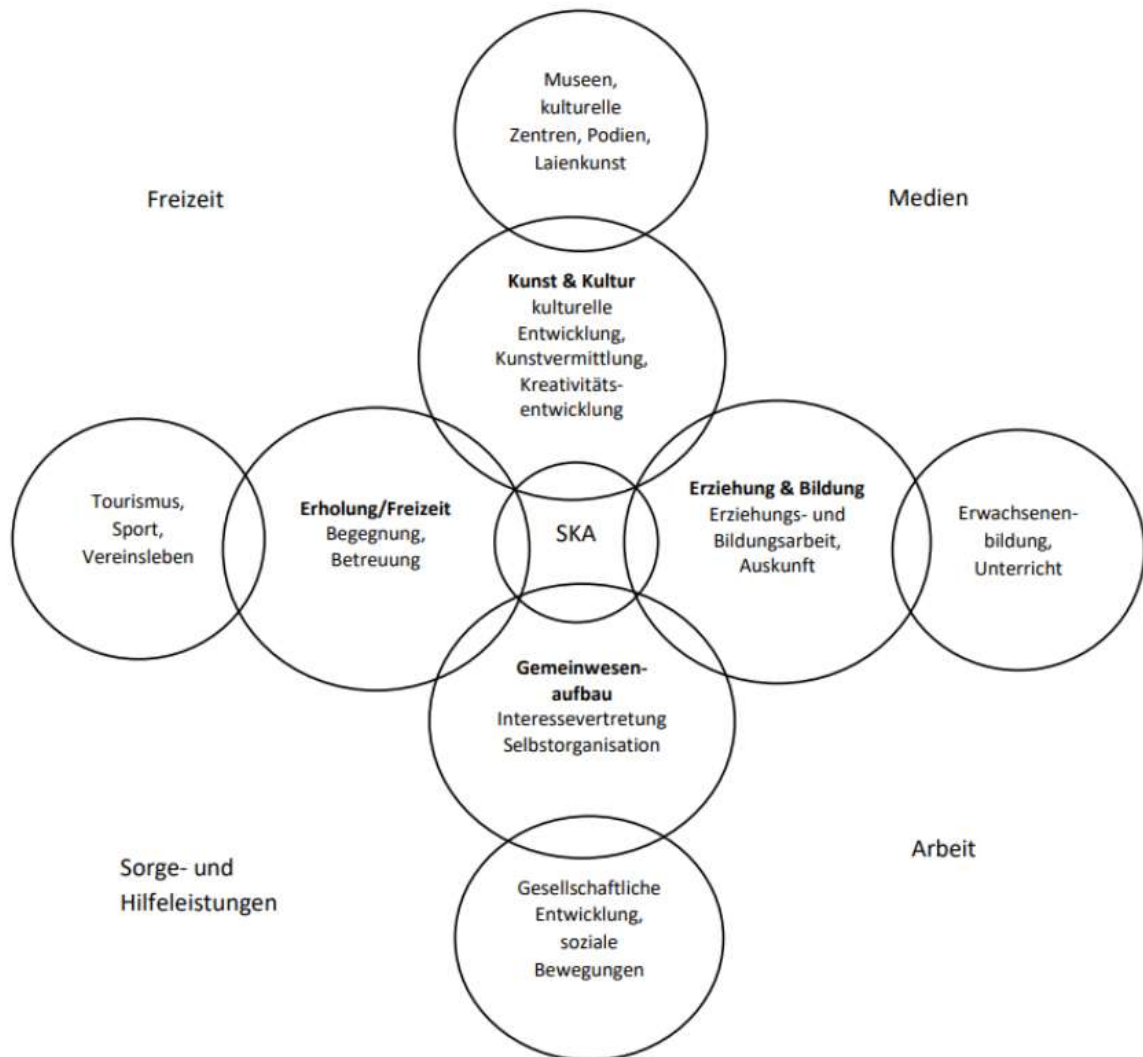 Museen,
kulturelle
Zentren, Podien,
Laienkunst
Freizeit
Medien
Kunst & Kultur
kulturelle
Entwicklung,
Kunstvermittlung,
Kreativitäts-
entwicklung
Tourismus,
Sport,
Vereinsleben
Erholung/Freizeit
Begegnung,
Betreuung
SKA
Erziehung & Bildung
Erziehungs- und
Bildungsarbeit,
Auskunft
Erwachsenen-
bildung,
Unterricht
Gemeinwesen-
aufbau
Interessevertretung
Selbstorganisation
Sorge- und
Hilfeleistungen
Arbeit
Gesellschaftliche
Entwicklung,
soziale
Bewegungen